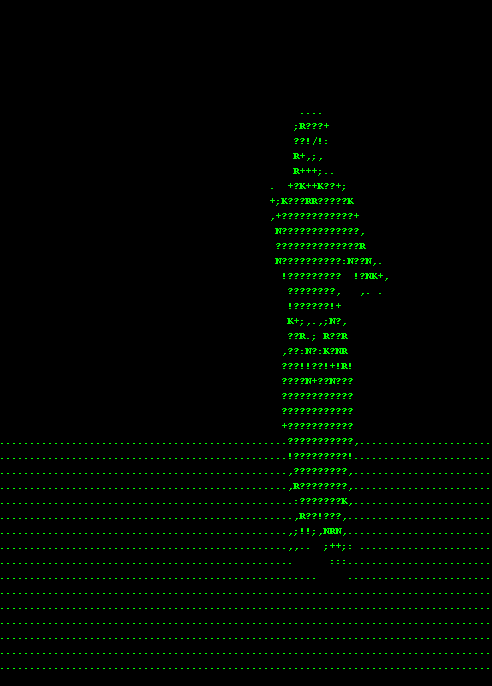 ....
;R???+
??!/!:
R+,;,
R+++;..
.  +?K++K??+;
+;K???RR?????K
,+????????????+
N?????????????,
??????????????R
N??????????:N??N,.
!?????????  !?NK+,
????????,   ,. .
!??????!+
K+;,.,;N?,
??R.; R??R
,??:N?:K?NR
???!!??!+!R!
????N+??N???
????????????
????????????
+???????????
................................................???????????,......................
................................................!?????????!.......................
................................................,?????????,.......................
................................................,R????????,.......................
................................................ :???????K,.......................
.................................................,R??!???,........................
................................................,;!!;,NRN,........................
................................................,,..  ;++;: ......................
.................................................      :::........................
.....................................................     ........................
..................................................................................
..................................................................................
..................................................................................
..................................................................................
..................................................................................
..................................................................................